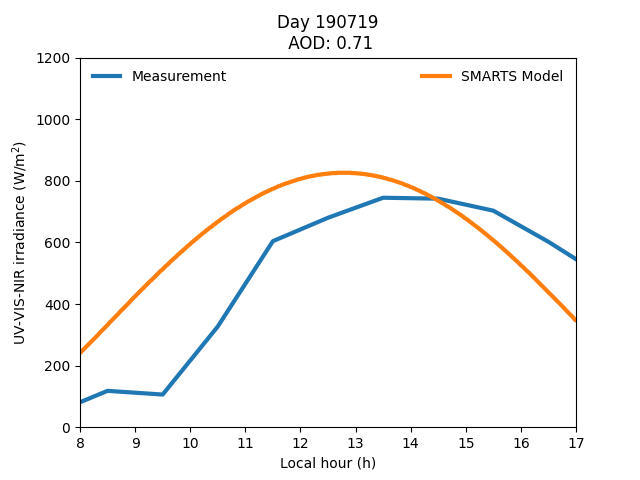 Day 190719
AOD: 0.71
Measurement
SMARTS Model
UV-VIS-NIR irradiance (W/m²)
1200
1000
800
600
400
200
0
8 9 10 11 12 13 14 15 16 17
Local hour (h)